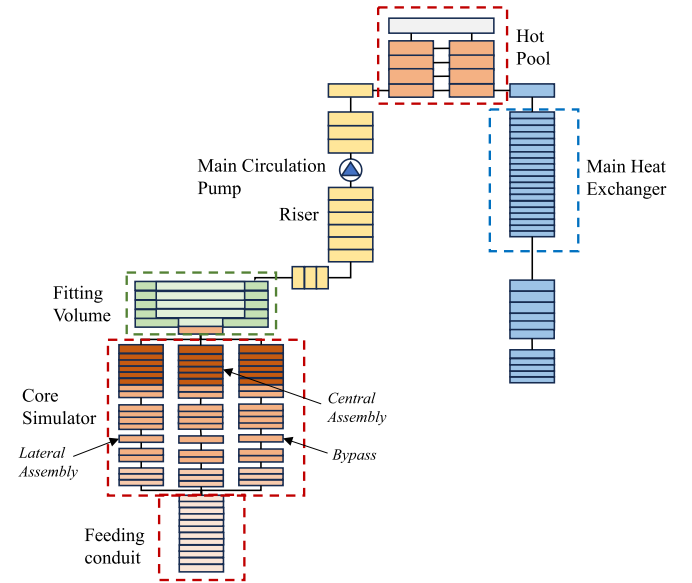 Hot
Pool
Main Circulation
Pump
Main Heat
Exchanger
Riser
Fitting
Volume
Core
Simulator
Central
Assembly
Lateral
Assembly
Bypass
Feeding
conduit